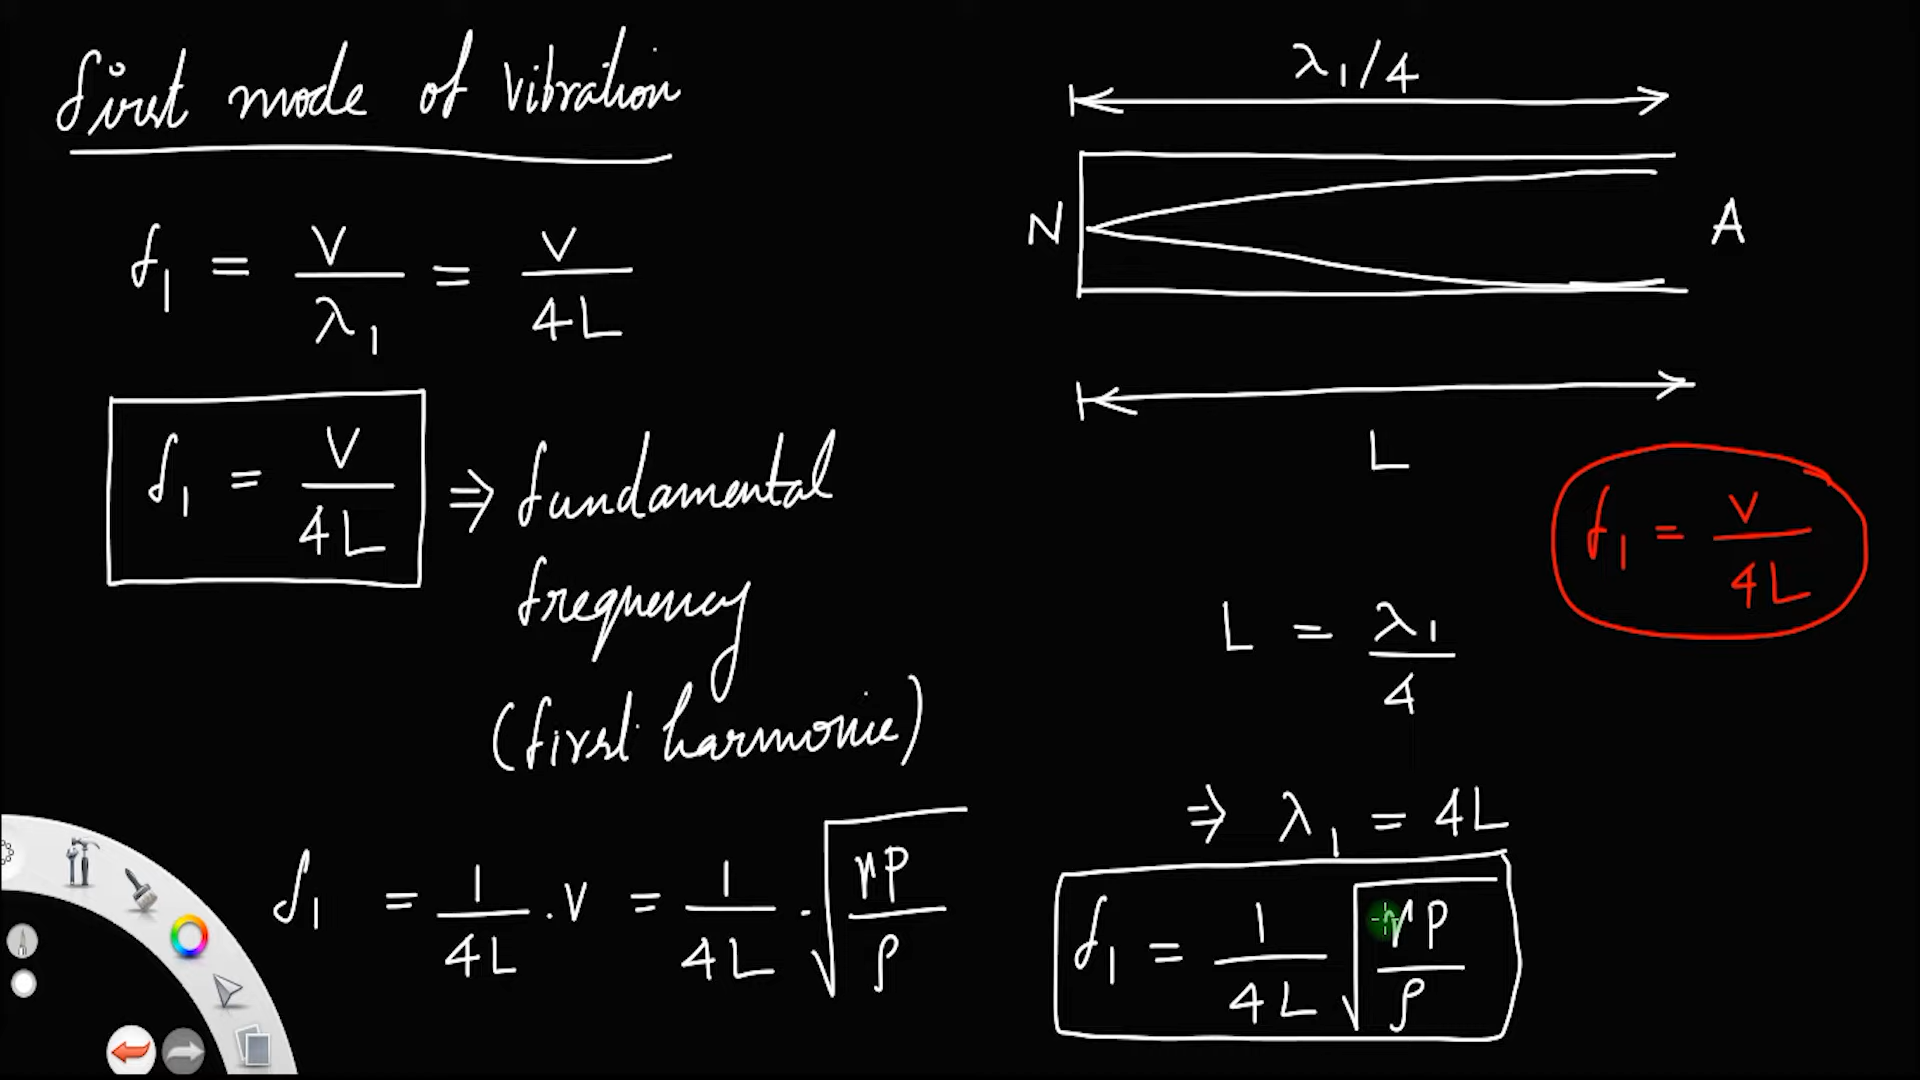 first mode of vibration
f₁ = V/λ₁ = V/4L
f₁ = V/4L ⇒ fundamental
frequency
(first harmonic)
f₁ = 1/4L . V = 1/4L . √(γP/ρ)
λ₁/4
N A
L
f₁ = V/4L
L = λ₁/4
⇒ λ₁ = 4L
f₁ = 1/4L √(γP/ρ)